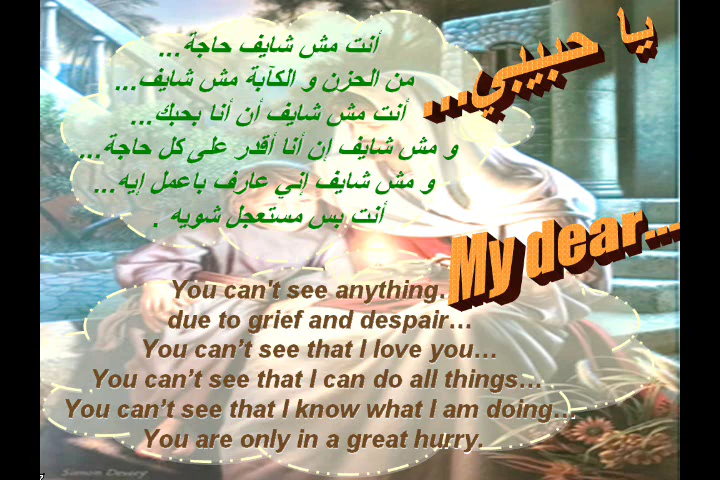 يا حبيبي...
أنت مش شايف حاجة...
من الحزن و الكآبة مش شايف...
أنت مش شايف أن أنا بحبك...
و مش شايف إن أنا أقدر على كل حاجة...
و مش شايف إني عارف باعمل إيه...
أنت بس مستعجل شويه .
My dear...
You can't see anything.
due to grief and despair…
You can’t see that I love you…
You can’t see that I can do all things…
You can’t see that I know what I am doing…
You are only in a great hurry.
Simon Dewey
7